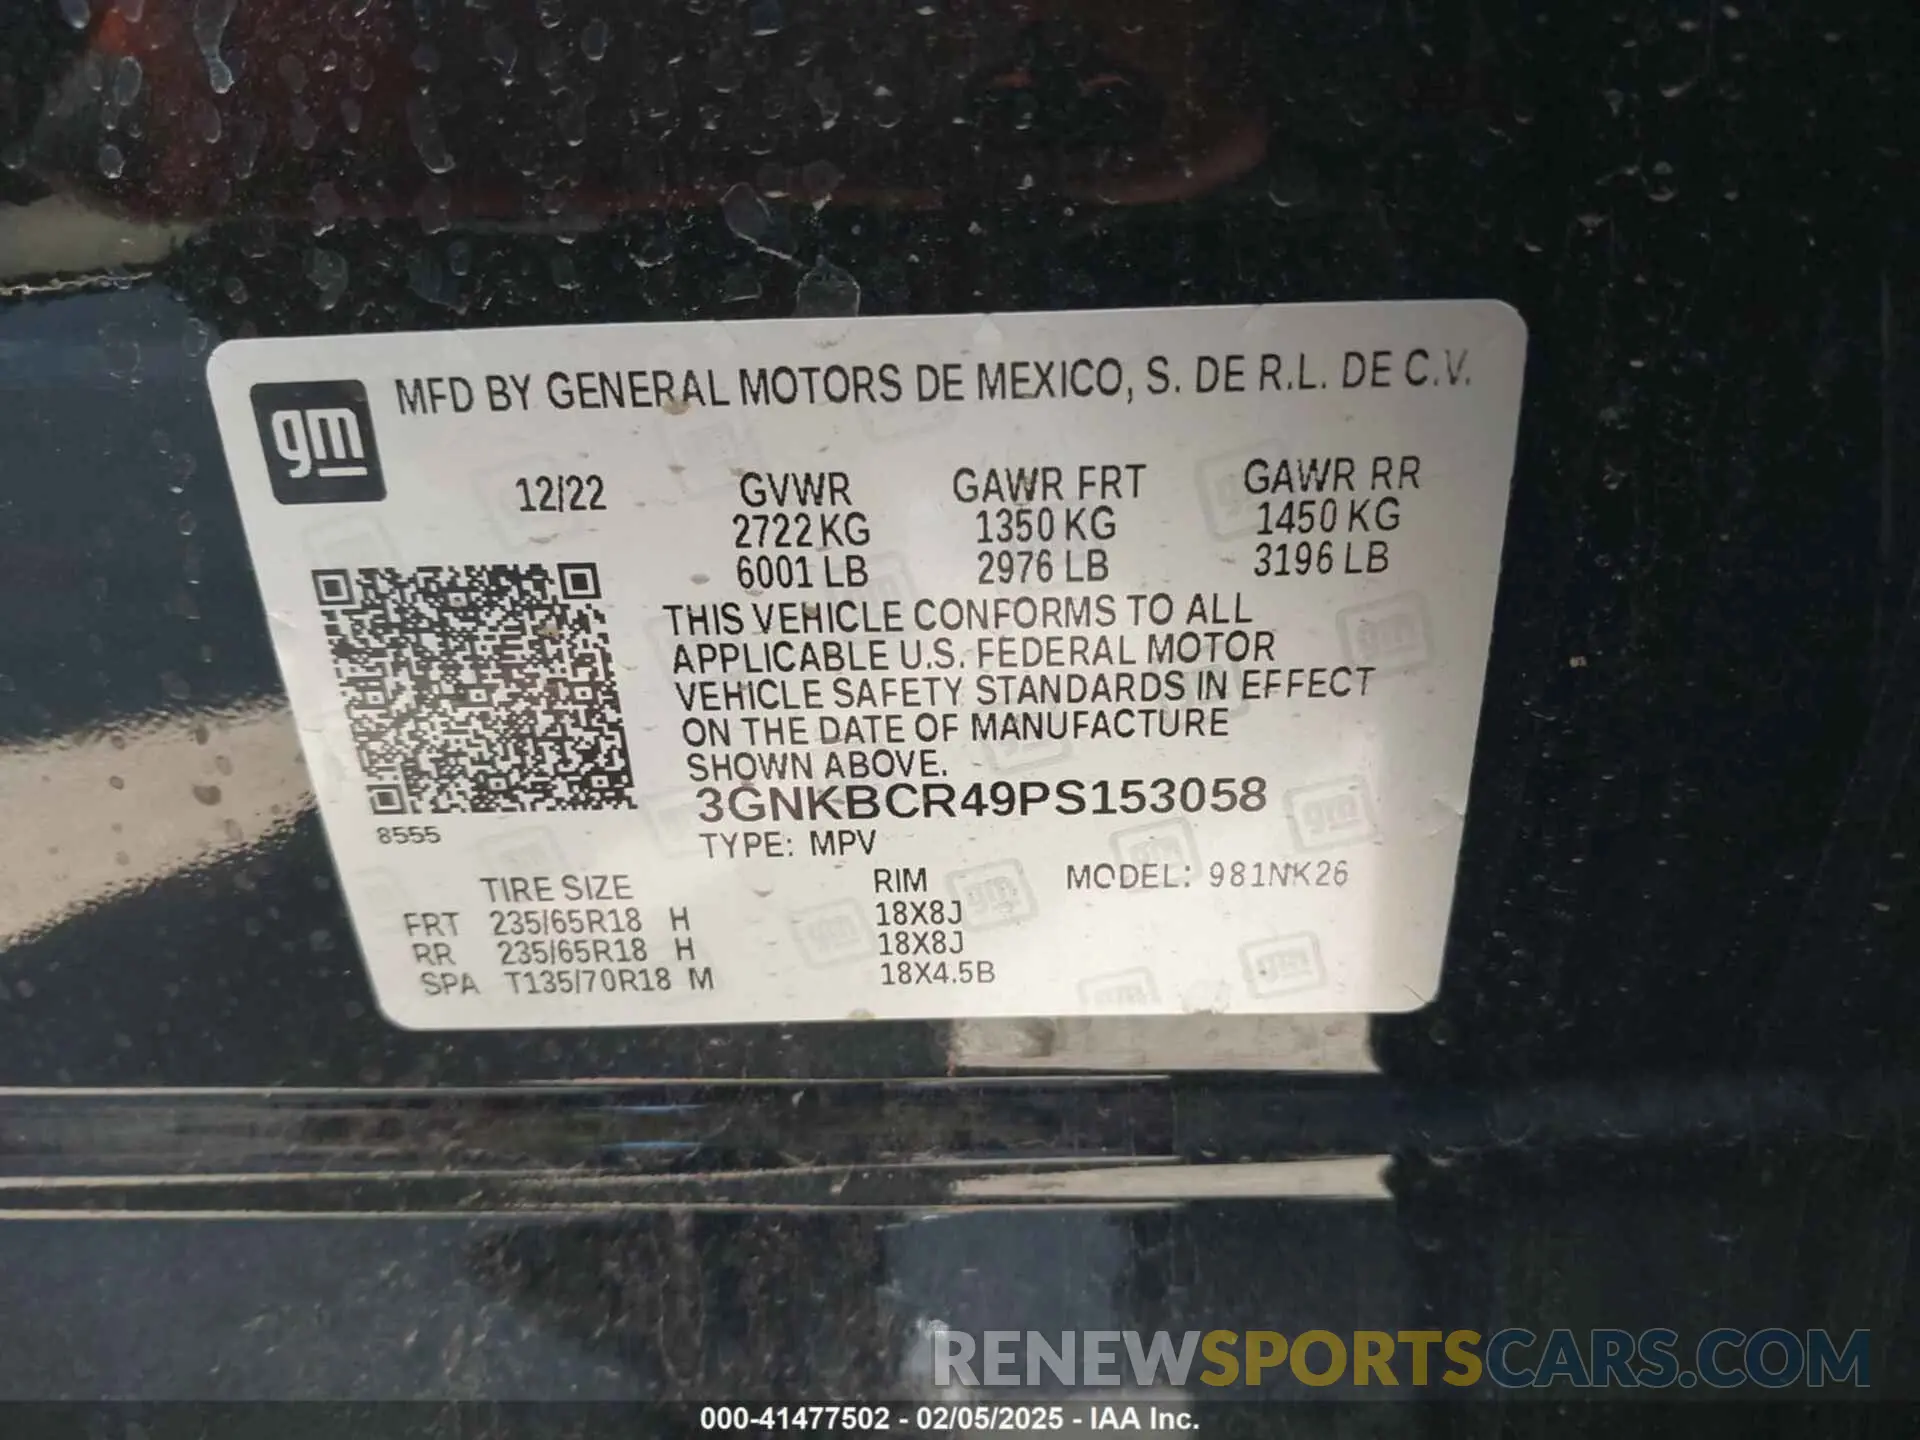 gm
MFD BY GENERAL MOTORS DE MEXICO, S. DE R.L. DE C.V.
12/22 GVWR GAWR FRT GAWR RR
2722 KG 1350 KG 1450 KG
6001 LB 2976 LB 3196 LB
THIS VEHICLE CONFORMS TO ALL
APPLICABLE U.S. FEDERAL MOTOR
VEHICLE SAFETY STANDARDS IN EFFECT
ON THE DATE OF MANUFACTURE
SHOWN ABOVE.
3GNKBCR49PS153058
8555
TYPE: MPV
TIRE SIZE RIM MODEL: 981NK26
FRT 235/65R18 H 18X8J
RR 235/65R18 H 18X8J
SPA T135/70R18 M 18X4.5B
RENEWSPORTSCARS.COM
000-41477502 - 02/05/2025 - IAA Inc.